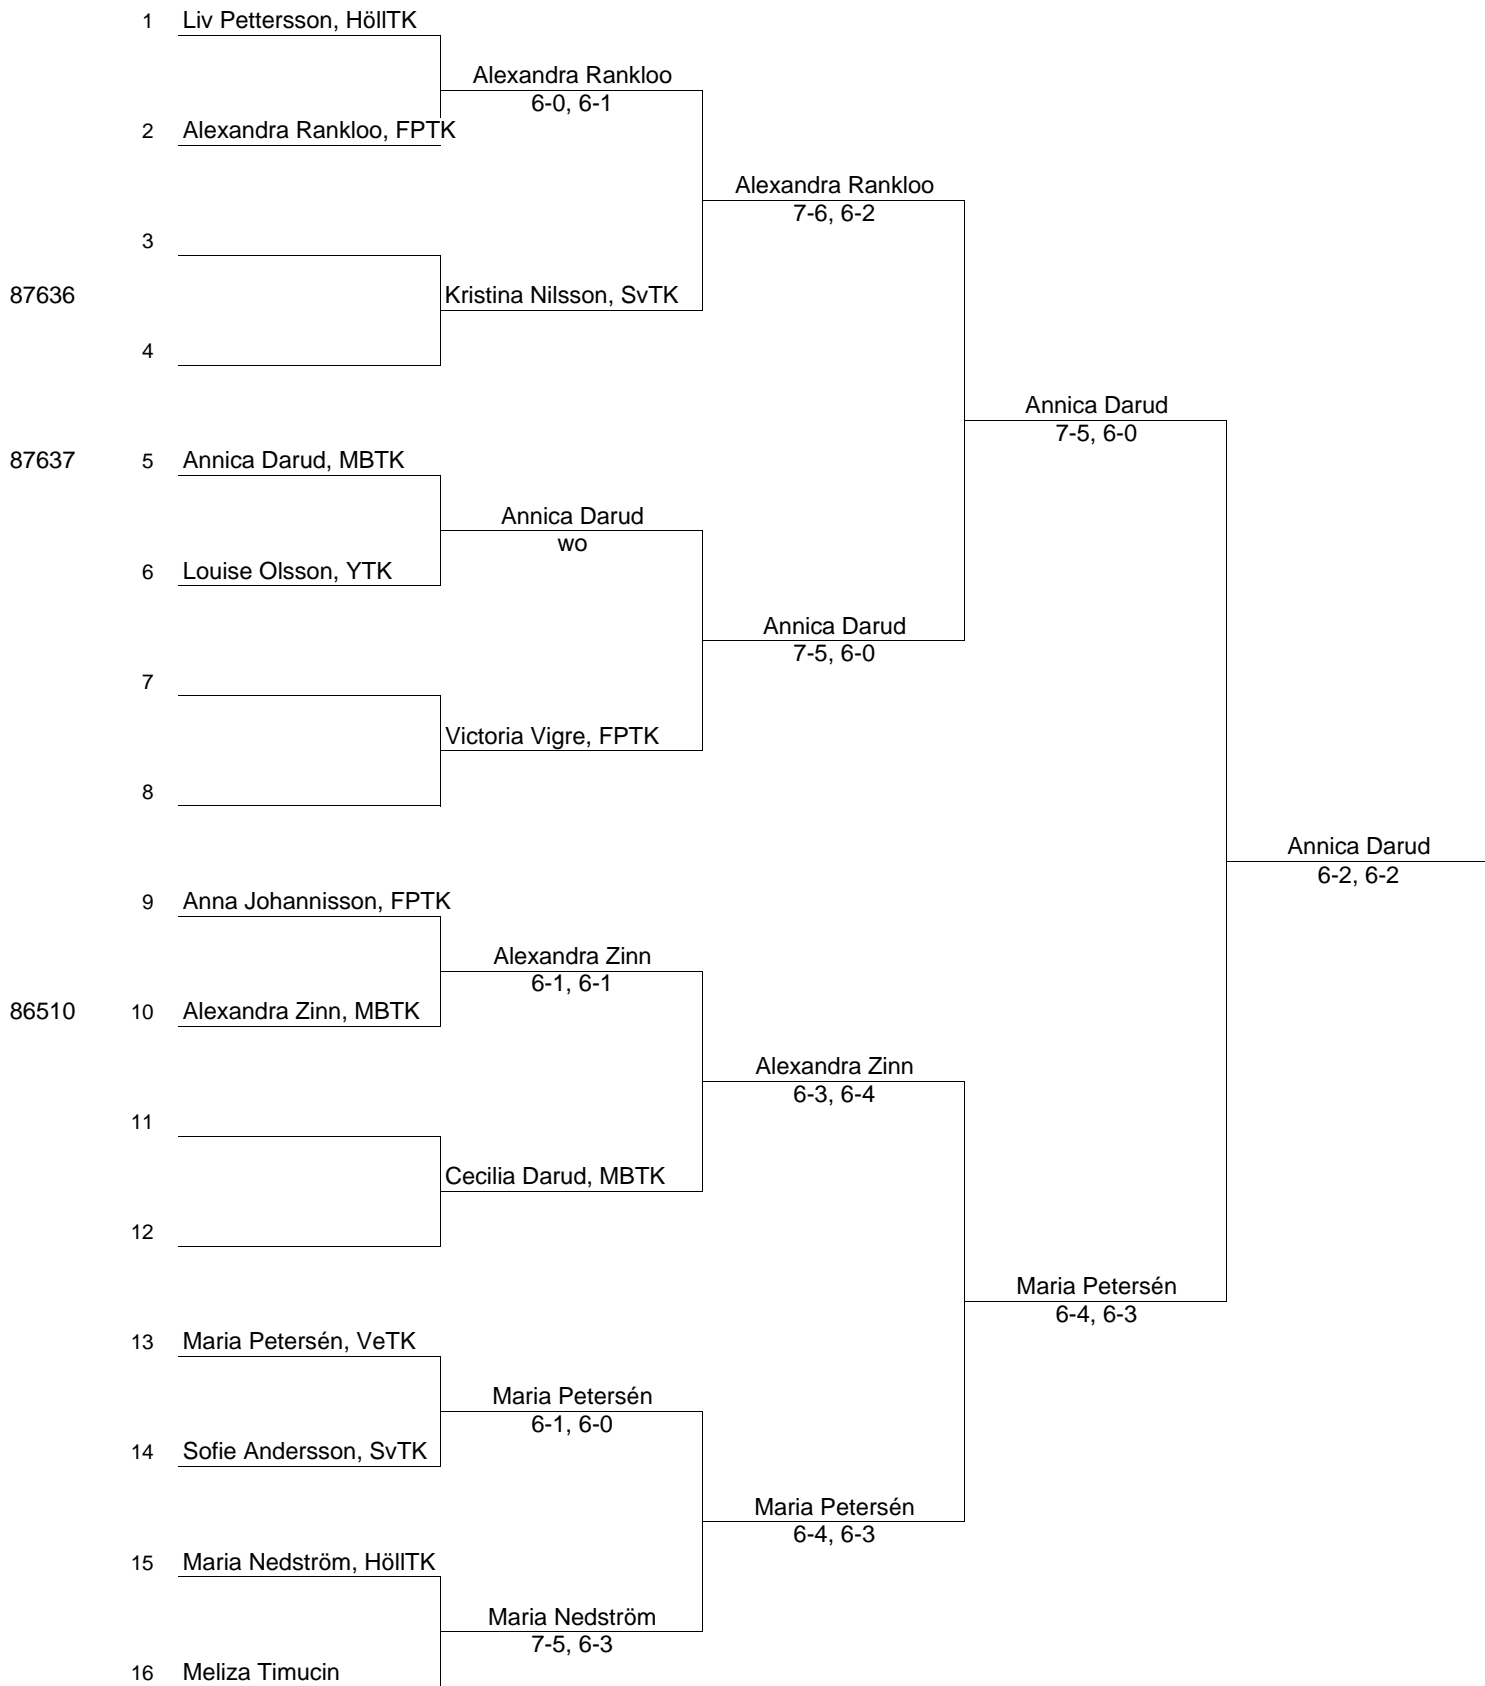 1 Liv Pettersson, HöllTK
Alexandra Rankloo
6-0, 6-1
2 Alexandra Rankloo, FPTK
Alexandra Rankloo
7-6, 6-2
3
87636 Kristina Nilsson, SvTK
4
Annica Darud
7-5, 6-0
87637 5 Annica Darud, MBTK
Annica Darud
wo
6 Louise Olsson, YTK
Annica Darud
7-5, 6-0
7
Victoria Vigre, FPTK
8
Annica Darud
6-2, 6-2
9 Anna Johannisson, FPTK
Alexandra Zinn
6-1, 6-1
86510 10 Alexandra Zinn, MBTK
Alexandra Zinn
6-3, 6-4
11
Cecilia Darud, MBTK
12
Maria Petersén
6-4, 6-3
13 Maria Petersén, VeTK
Maria Petersén
6-1, 6-0
14 Sofie Andersson, SvTK
Maria Petersén
6-4, 6-3
15 Maria Nedström, HöllTK
Maria Nedström
7-5, 6-3
16 Meliza Timucin